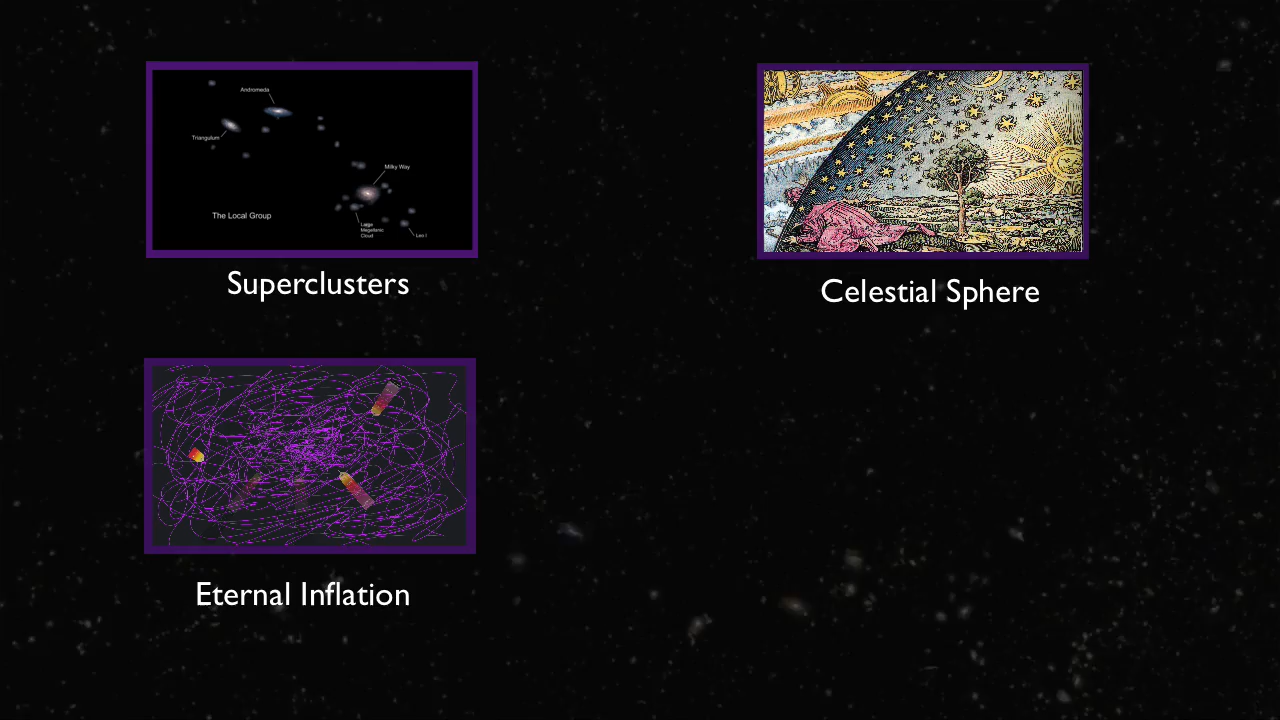 Andromeda
Triangulum
Milky Way
The Local Group
Large
Magellanic
Cloud
Leo I
Superclusters
Celestial Sphere
Eternal Inflation